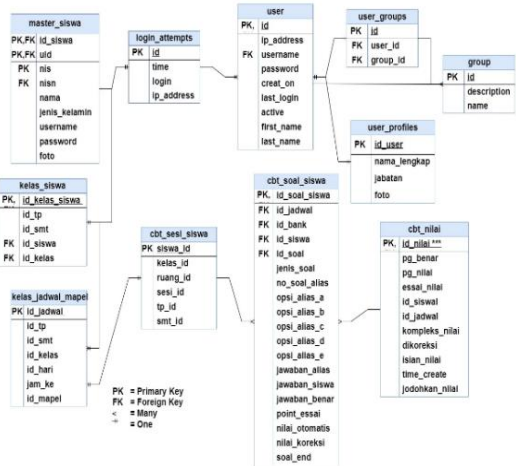 master_siswa
PK,FK id_siswa
PK,FK uid
PK nis
FK nisn
nama
jenis_kelamin
username
password
foto
login_attempts
PK id
time
login
ip_address
user
PK, id
ip_address
FK username
password
creat_on
last_login
active
first_name
last_name
user_groups
PK id
FK user_id
FK group_id
group
PK id
description
name
user_profiles
PK id_user
nama_lengkap
jabatan
foto
kelas_siswa
PK, id_kelas_siswa
id_tp
id_smt
FK id_siswa
FK id_kelas
cbt_sesi_siswa
PK siswa_id
kelas_id
ruang_id
sesi_id
tp_id
smt_id
cbt_soal_siswa
PK, id_soal_siswa
FK id_jadwal
FK id_bank
FK id_siswa
FK id_soal
jenis_soal
no_soal_alias
opsi_alias_a
opsi_alias_b
opsi_alias_c
opsi_alias_d
opsi_alias_e
jawaban_alias
jawaban_siswa
jawaban_benar
point_essai
nilai_otomatis
nilai_koreksi
soal_end
cbt_nilai
PK, id_nilai ***
pg_benar
pg_nilai
essai_nilai
id_siswal
id_jadwal
kompleks_nilai
dikoreksi
isian_nilai
time_create
jodohkan_nilai
kelas_jadwal_mapel
PK id_jadwal
id_tp
id_smt
id_kelas
id_hari
jam_ke
id_mapel
PK = Primary Key
FK = Foreign Key
< = Many
= One